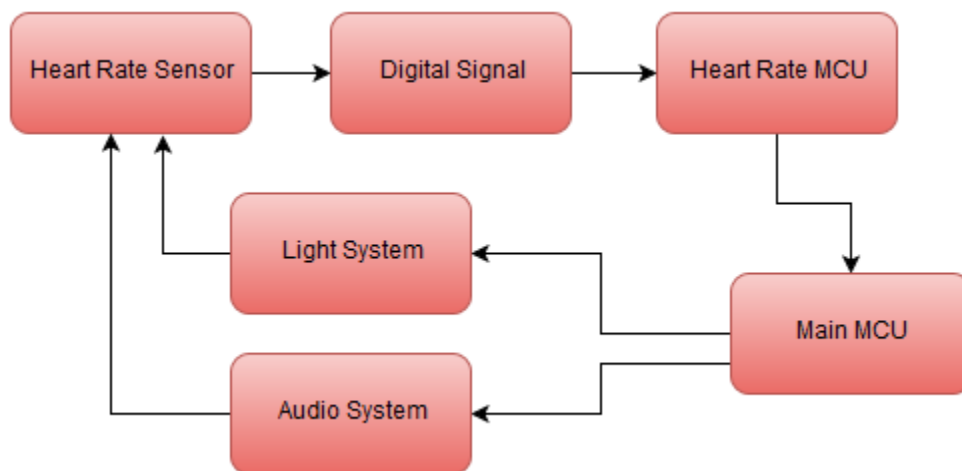 Heart Rate Sensor
Digital Signal
Heart Rate MCU
Light System
Main MCU
Audio System